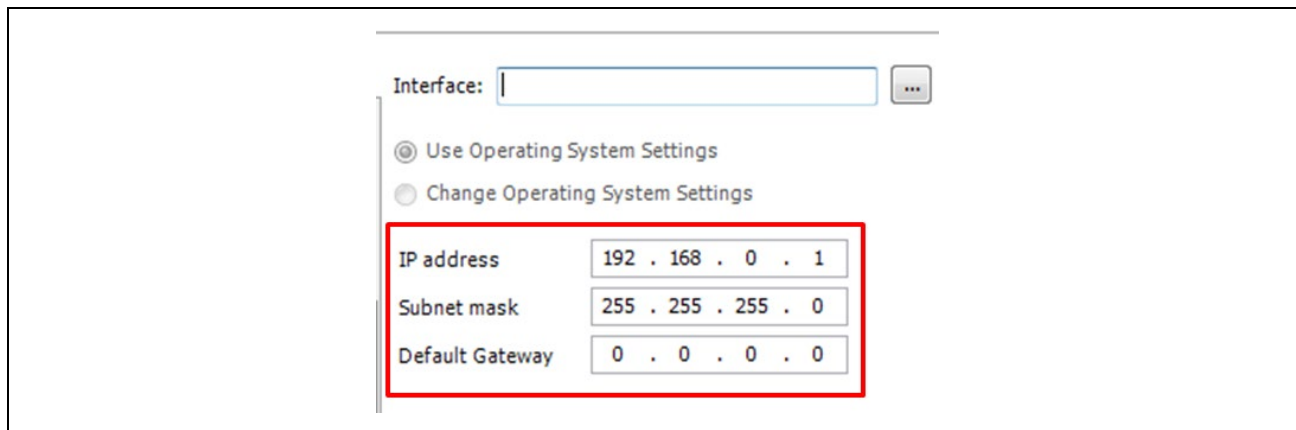 Interface:
...
Use Operating System Settings
Change Operating System Settings
IP address 192 . 168 . 0 . 1
Subnet mask 255 . 255 . 255 . 0
Default Gateway 0 . 0 . 0 . 0